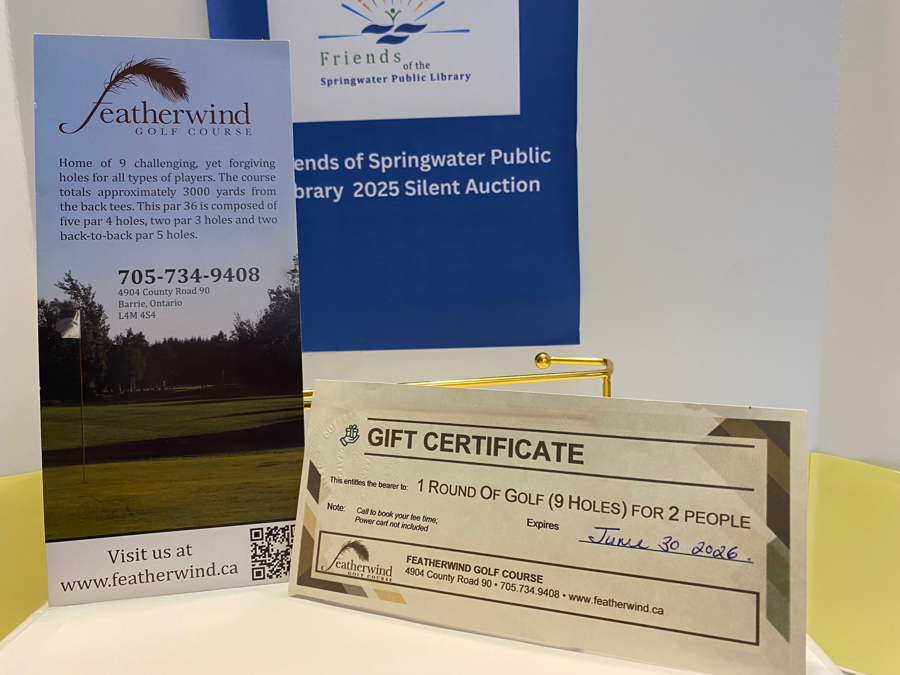 Featherwind
GOLF COURSE
Home of 9 challenging, yet forgiving
holes for all types of players. The course
totals approximately 3000 yards from
the back tees. This par 36 is composed of
five par 4 holes, two par 3 holes and two
back-to-back par 5 holes.
705-734-9408
4904 County Road 90
Barrie, Ontario
L4M 4S4
Visit us at
www.featherwind.ca
Friends
of the
Springwater Public Library
ends of Springwater Public
brary 2025 Silent Auction
GIFT CERTIFICATE
This entitles the bearer to: 1 ROUND OF GOLF (9 HOLES) FOR 2 PEOPLE
Note: Call to book your tee time;
Power cart not included
Expires June 30 2026.
Featherwind
GOLF COURSE
FEATHERWIND GOLF COURSE
4904 County Road 90 • 705.734.9408 • www.featherwind.ca